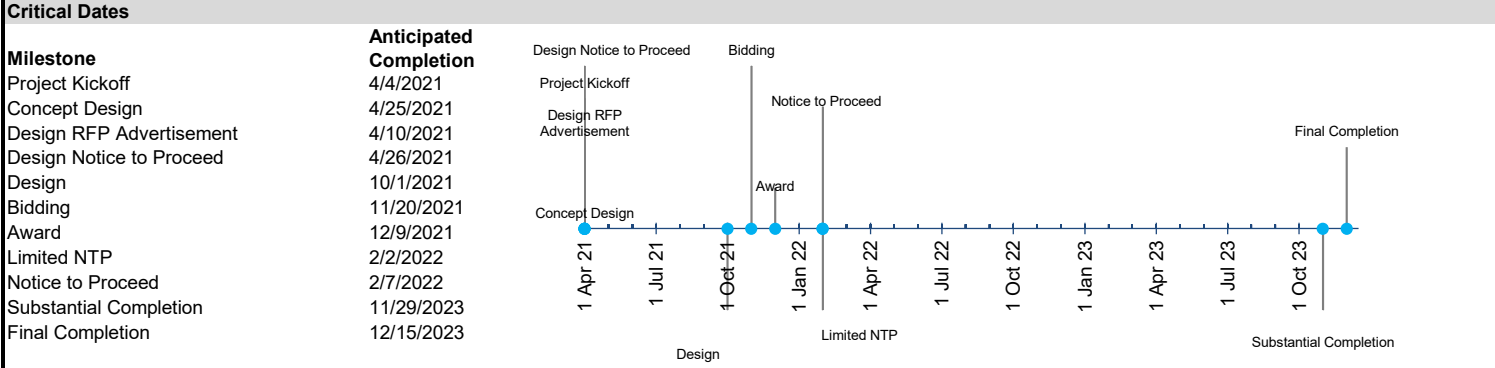 Critical Dates
Milestone Anticipated Completion
Project Kickoff 4/4/2021
Concept Design 4/25/2021
Design RFP Advertisement 4/10/2021
Design Notice to Proceed 4/26/2021
Design 10/1/2021
Bidding 11/20/2021
Award 12/9/2021
Limited NTP 2/2/2022
Notice to Proceed 2/7/2022
Substantial Completion 11/29/2023
Final Completion 12/15/2023
Design Notice to Proceed Bidding
Project Kickoff
Notice to Proceed
Design RFP
Advertisement
Final Completion
Award
Concept Design
1 Apr 21
1 Jul 21
1 Oct 21
1 Jan 22
1 Apr 22
1 Jul 22
1 Oct 22
1 Jan 23
1 Apr 23
1 Jul 23
1 Oct 23
Limited NTP
Substantial Completion
Design